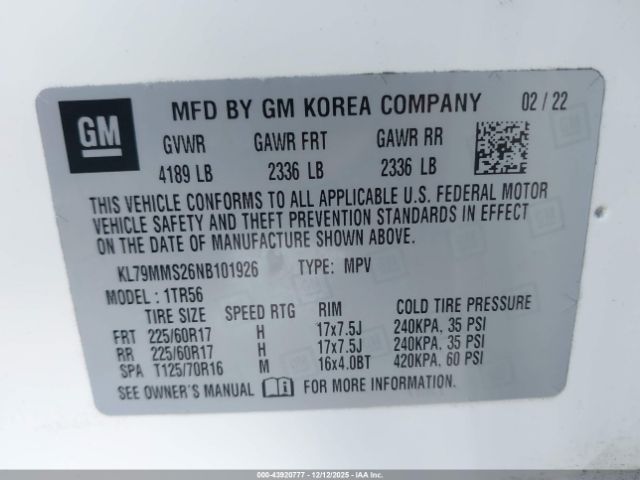 GM
MFD BY GM KOREA COMPANY 02 / 22
GVWR GAWR FRT GAWR RR
4189 LB 2336 LB 2336 LB
THIS VEHICLE CONFORMS TO ALL APPLICABLE U.S. FEDERAL MOTOR
VEHICLE SAFETY AND THEFT PREVENTION STANDARDS IN EFFECT
ON THE DATE OF MANUFACTURE SHOWN ABOVE.
KL79MMS26NB101926 TYPE: MPV
MODEL : 1TR56
TIRE SIZE SPEED RTG RIM COLD TIRE PRESSURE
FRT 225/60R17 H 17x7.5J 240KPA, 35 PSI
RR 225/60R17 H 17x7.5J 240KPA, 35 PSI
SPA T125/70R16 M 16x4.0BT 420KPA, 60 PSI
SEE OWNER'S MANUAL FOR MORE INFORMATION.
000-43920777 - 12/12/2025 - IAA